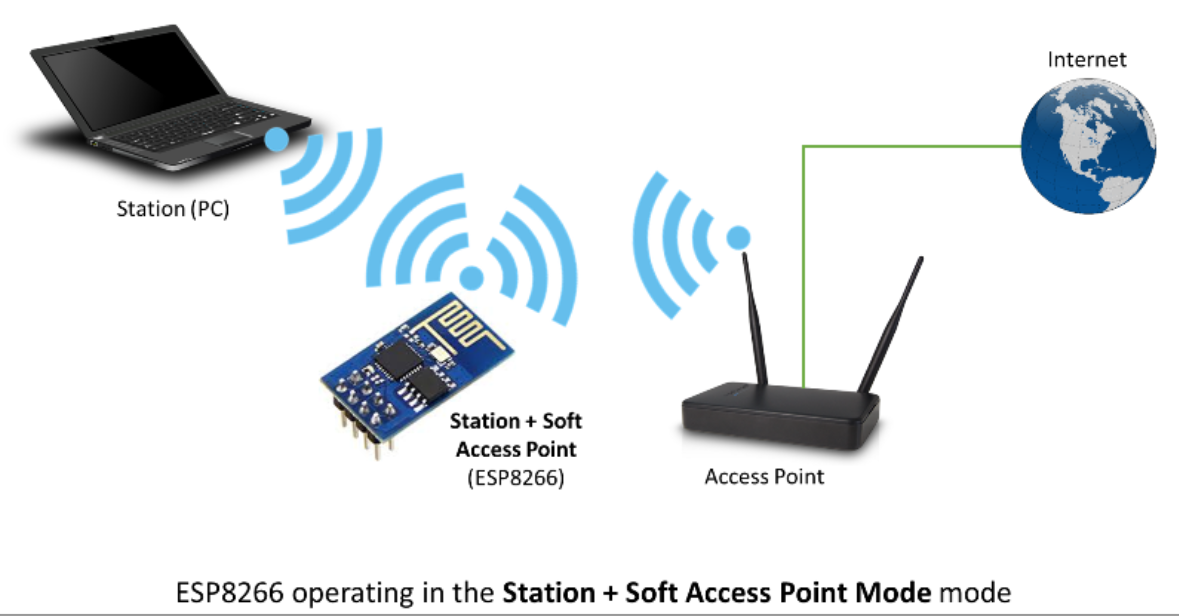 Internet
Station (PC)
Station + Soft
Access Point
(ESP8266)
Access Point
ESP8266 operating in the Station + Soft Access Point Mode mode